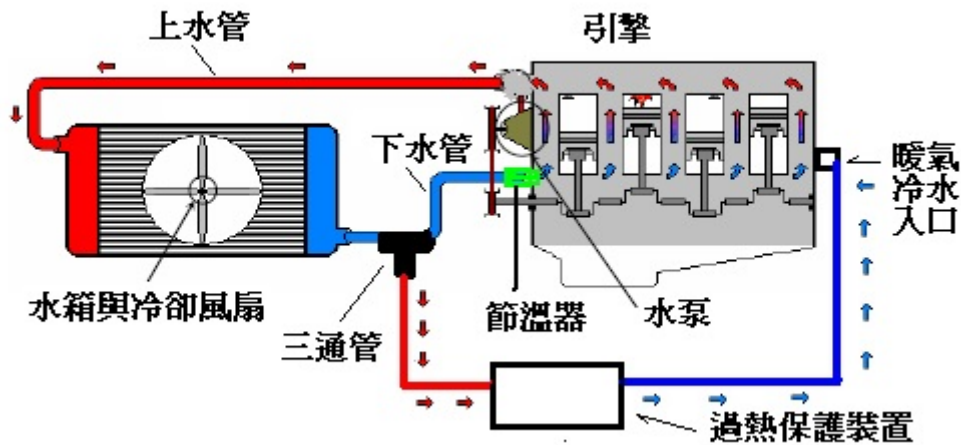 上水管
引擎
下水管
暖氣
冷水
入口
水箱與冷卻風扇
三通管
節溫器
水泵
過熱保護裝置